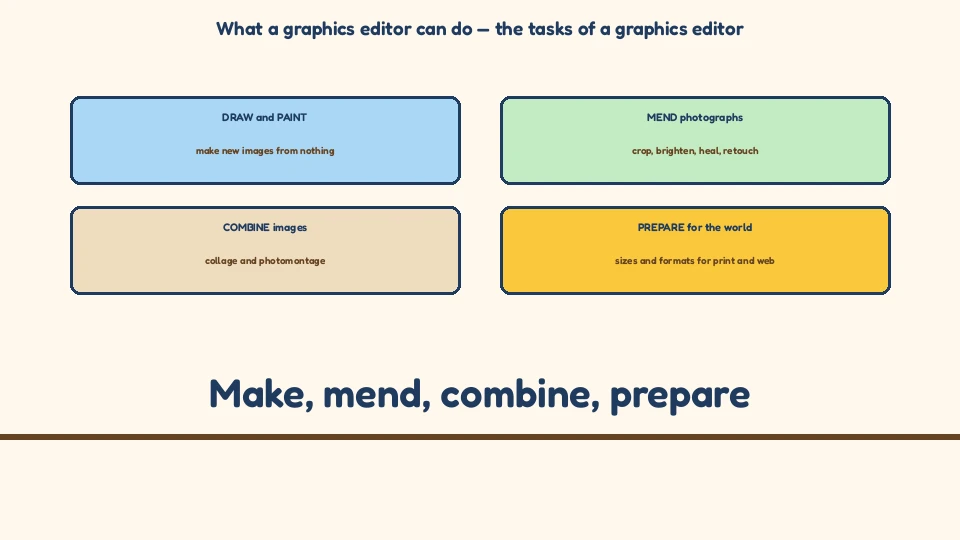 What a graphics editor can do — the tasks of a graphics editor
DRAW and PAINT
make new images from nothing
MEND photographs
crop, brighten, heal, retouch
COMBINE images
collage and photomontage
PREPARE for the world
sizes and formats for print and web
Make, mend, combine, prepare